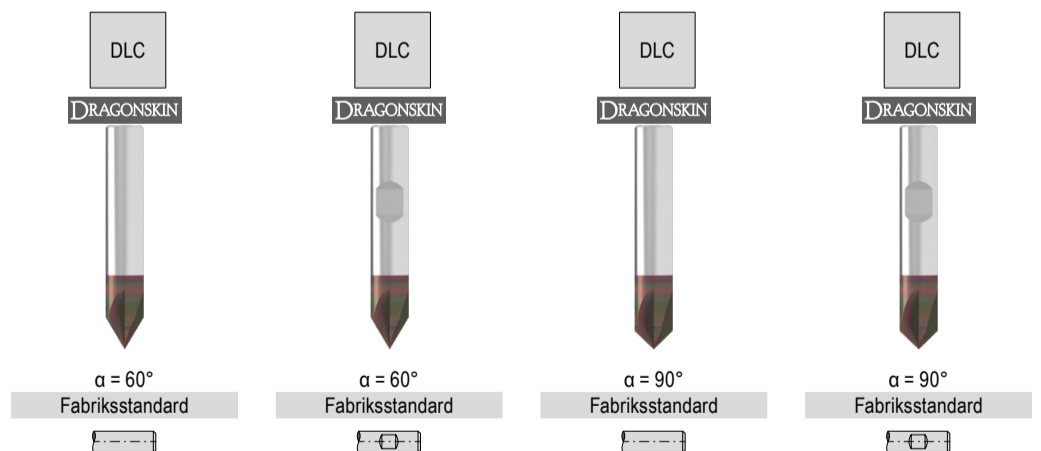 DLC DLC DLC DLC
DRAGONSKIN DRAGONSKIN DRAGONSKIN DRAGONSKIN
α = 60° α = 60° α = 90° α = 90°
Fabriksstandard Fabriksstandard Fabriksstandard Fabriksstandard